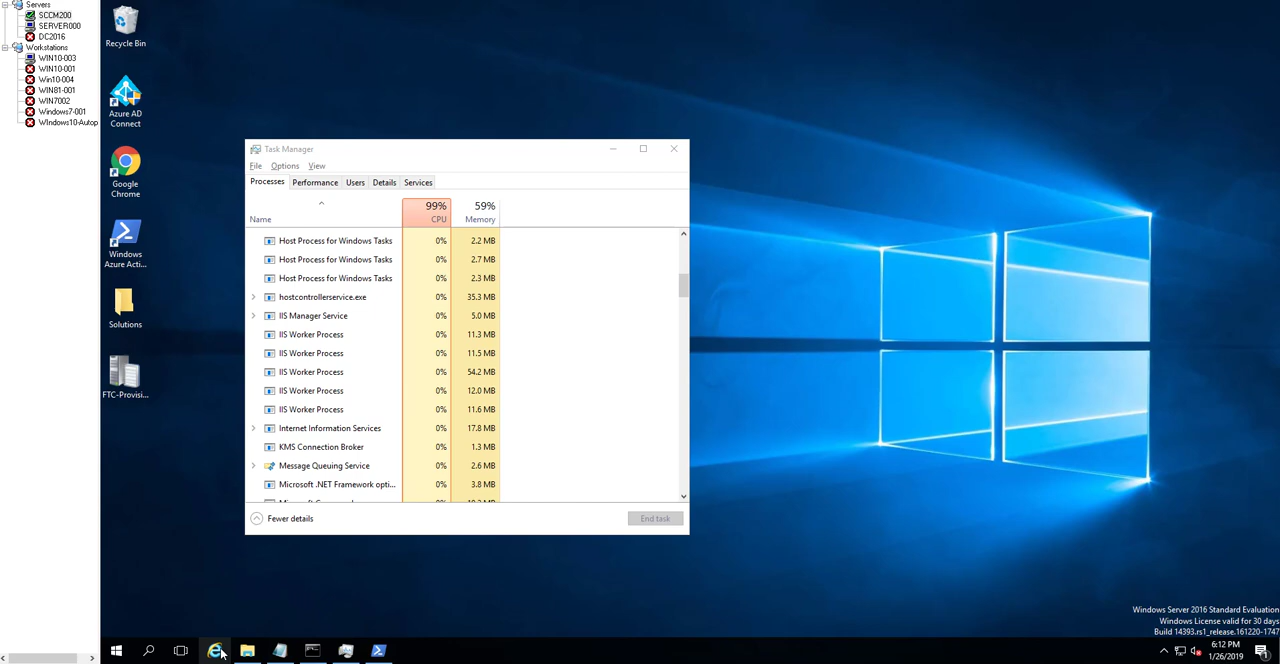 Servers
SCCM200
SERVER000
DC2016
Workstations
WIN10-003
WIN10-001
Win10-004
WIN81-001
WIN7002
Windows7-001
WIndows10-Autop
Recycle Bin
Azure AD
Connect
Google
Chrome
Windows
Azure Acti...
Solutions
FTC-Provisi...
Task Manager
File Options View
Processes Performance Users Details Services
99% 59%
Name CPU Memory
Host Process for Windows Tasks 0% 2.2 MB
Host Process for Windows Tasks 0% 2.7 MB
Host Process for Windows Tasks 0% 2.3 MB
hostcontrollerservice.exe 0% 35.3 MB
IIS Manager Service 0% 5.0 MB
IIS Worker Process 0% 11.3 MB
IIS Worker Process 0% 11.5 MB
IIS Worker Process 0% 54.2 MB
IIS Worker Process 0% 12.0 MB
IIS Worker Process 0% 11.6 MB
Internet Information Services 0% 17.8 MB
KMS Connection Broker 0% 1.3 MB
Message Queuing Service 0% 2.6 MB
Microsoft .NET Framework opti... 0% 3.8 MB
Fewer details End task
Windows Server 2016 Standard Evaluation
Windows License valid for 30 days
Build 14393.rs1_release.161220-1747
6:12 PM
1/26/2019
1